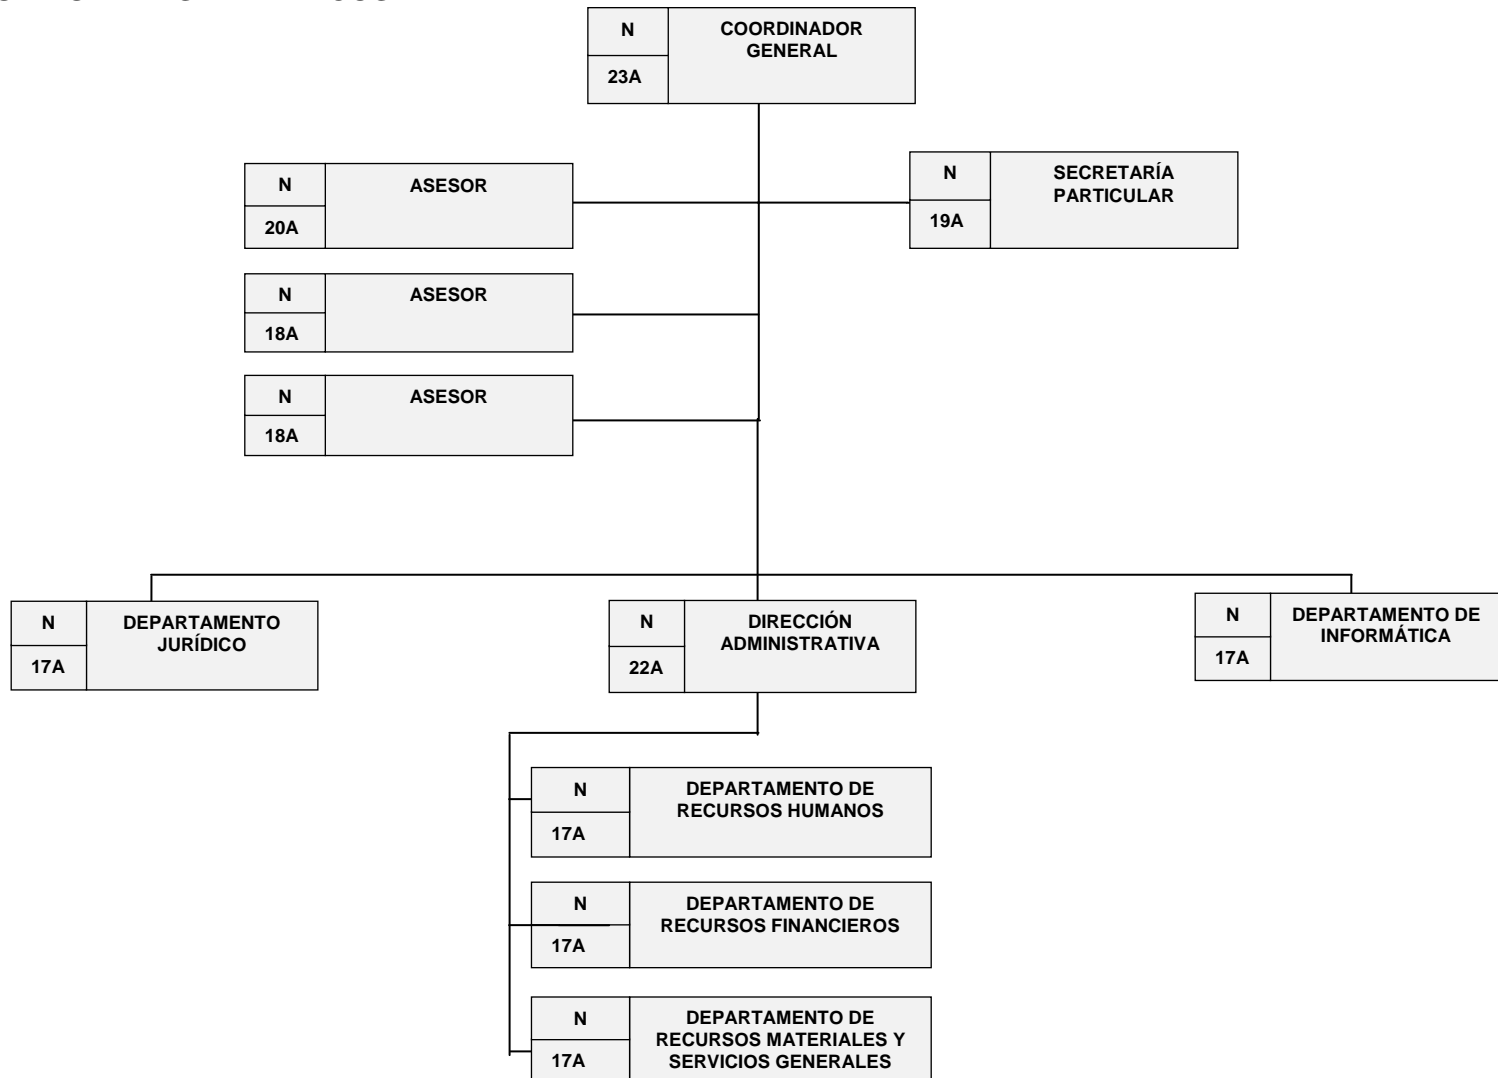 N
COORDINADOR
GENERAL
23A
N
ASESOR
20A
N
SECRETARÍA
PARTICULAR
19A
N
ASESOR
18A
N
ASESOR
18A
N
DEPARTAMENTO
JURÍDICO
17A
N
DIRECCIÓN
ADMINISTRATIVA
22A
N
DEPARTAMENTO DE
INFORMÁTICA
17A
N
DEPARTAMENTO DE
RECURSOS HUMANOS
17A
N
DEPARTAMENTO DE
RECURSOS FINANCIEROS
17A
N
DEPARTAMENTO DE
RECURSOS MATERIALES Y
SERVICIOS GENERALES
17A